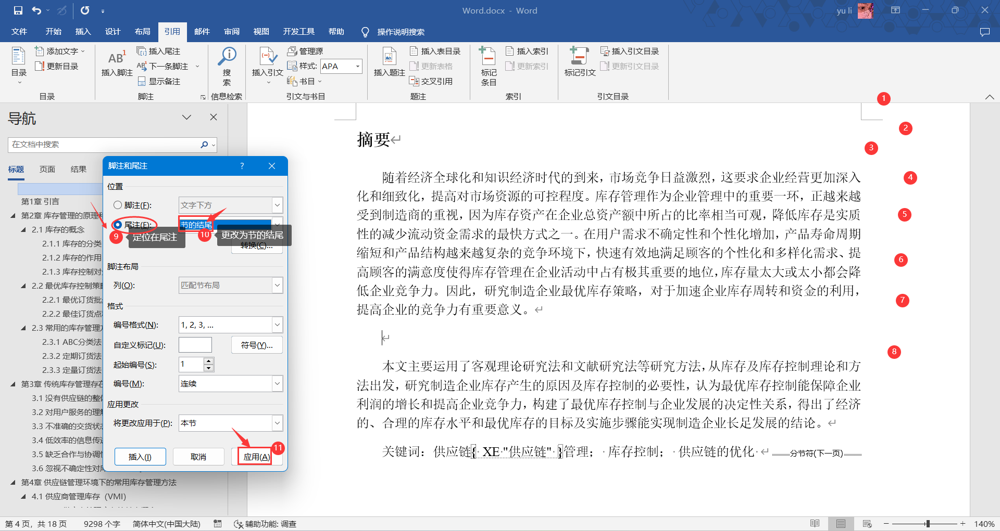 Word.docx - Word
yu li
文件 开始 插入 设计 布局 引用 邮件 审阅 视图 开发工具 帮助 操作说明搜索
目录
添加文字
更新目录
目录
AB¹
插入脚注
插入尾注
AB¹ 下一条脚注
显示备注
脚注
搜
索
信息检索
插入引文
管理源
样式: APA
书目
引文与书目
插入题注
插入表目录
更新表格
交叉引用
题注
标记
条目
插入索引
更新索引
索引
标记引文
插入引文目录
更新引文目录
引文目录
导航
在文档中搜索
标题 页面 结果
第1章 引言
第2章 库存管理的原理
2.1 库存的概念
2.1.1 库存的分类
2.1.2 库存的作用
2.1.3 库存控制对
2.2 最优库存控制策
2.2.1 最优订货批
2.2.2 最佳订货点
2.3 常用的库存管理
2.3.1 ABC分类法
2.3.2 定期订货法
2.3.3 定量订货法
第3章 传统库存管理存在
3.1 没有供应链的整
3.2 对用户服务的理
3.3 不准确的交货状
3.4 低效率的信息传
3.5 缺乏合作与协调
3.6 忽视不确定性对
第4章 供应链管理环境下的常用库存管理方法
4.1 供应商管理库存（VMI）
脚注和尾注 ?
位置
脚注(F): 文字下方
尾注(E): 节的结尾
9 定位在尾注
10 更改为节的结尾
转换(C)...
脚注布局
列(O): 匹配节布局
格式
编号格式(N): 1, 2, 3, ...
自定义标记(U): 符号(Y)...
起始编号(S): 1
编号(M): 连续
应用更改
将更改应用于(P): 本节
11
插入(I) 取消 应用(A)
摘要↵
随着经济全球化和知识经济时代的到来，市场竞争日益激烈，这要求企业经营更加深入
化和细致化，提高对市场资源的可控程度。库存管理作为企业管理中的重要一环，正越来越
受到制造商的重视，因为库存资产在企业总资产额中所占的比率相当可观，降低库存是实质
性的减少流动资金需求的最快方式之一。在用户需求不确定性和个性化增加，产品寿命周期
缩短和产品结构越来越复杂的竞争环境下，快速有效地满足顾客的个性化和多样化需求、提
高顾客的满意度使得库存管理在企业活动中占有极其重要的地位，库存量太大或太小都会降
低企业竞争力。因此，研究制造企业最优库存策略，对于加速企业库存周转和资金的利用，
提高企业的竞争力有重要意义。↵
↵
本文主要运用了客观理论研究法和文献研究法等研究方法，从库存及库存控制理论和方
法出发，研究制造企业库存产生的原因及库存控制的必要性，认为最优库存控制能保障企业
利润的增长和提高企业竞争力，构建了最优库存控制与企业发展的决定性关系，得出了经济
的、合理的库存水平和最优库存的目标及实施步骤能实现制造企业长足发展的结论。↵
关键词：供应链{·XE·"供应链"·}管理；·库存控制；·供应链的优化·↵ 分节符(下一页)
1
2
3
4
5
6
7
8
第 4 页，共 18 页 9298 个字 简体中文(中国大陆) 辅助功能: 调查 140%